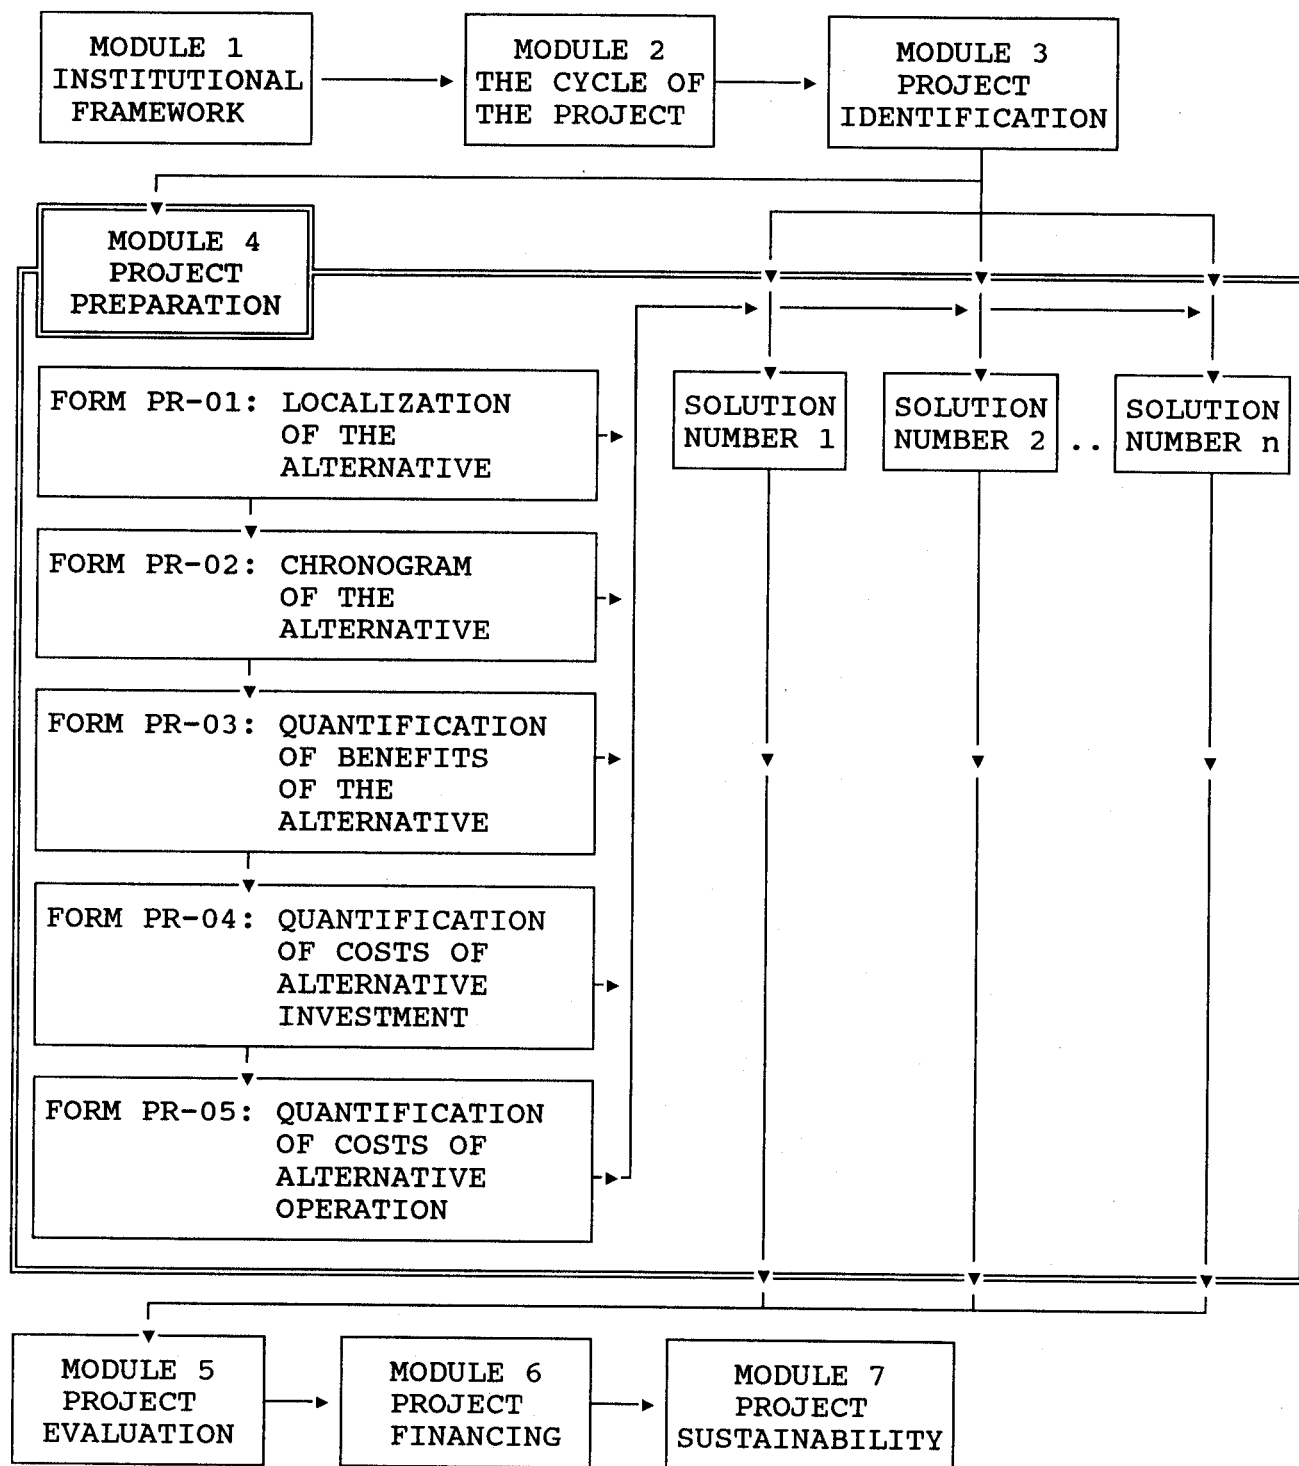 MODULE 1
INSTITUTIONAL
FRAMEWORK
MODULE 2
THE CYCLE OF
THE PROJECT
MODULE 3
PROJECT
IDENTIFICATION
MODULE 4
PROJECT
PREPARATION
FORM PR-01: LOCALIZATION
OF THE
ALTERNATIVE
FORM PR-02: CHRONOGRAM
OF THE
ALTERNATIVE
FORM PR-03: QUANTIFICATION
OF BENEFITS
OF THE
ALTERNATIVE
FORM PR-04: QUANTIFICATION
OF COSTS OF
ALTERNATIVE
INVESTMENT
FORM PR-05: QUANTIFICATION
OF COSTS OF
ALTERNATIVE
OPERATION
SOLUTION
NUMBER 1
SOLUTION
NUMBER 2
..
SOLUTION
NUMBER n
MODULE 5
PROJECT
EVALUATION
MODULE 6
PROJECT
FINANCING
MODULE 7
PROJECT
SUSTAINABILITY